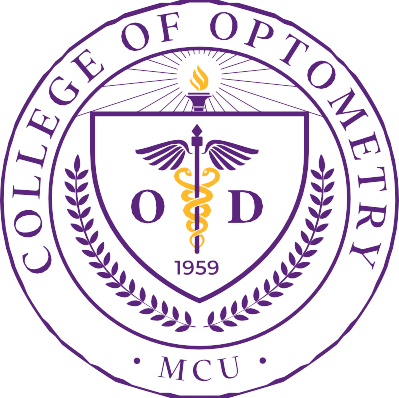 COLLEGE OF OPTOMETRY
O D
1959
• MCU •